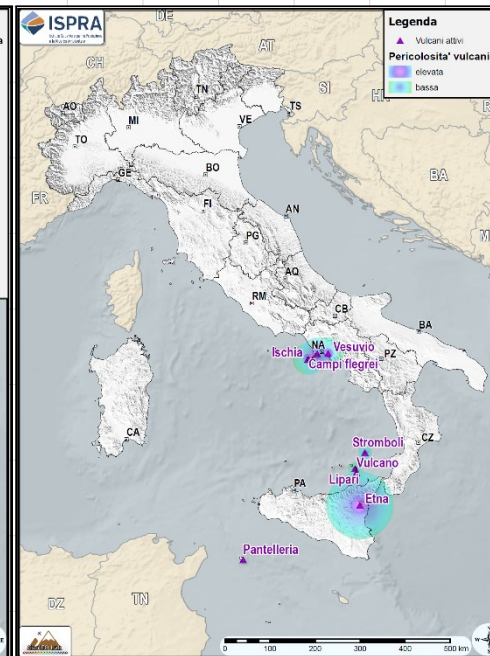 ISPRA
Legenda
Vulcani attivi
Pericolosita' vulcani
elevata
bassa
DE
CH
AT
SI
AO
TN
MI
VE
TS
TO
GE
BO
FR
FI
AN
BA
PG
AQ
RM
CB
BA
NA
Ischia
Vesuvio
Campi flegrei
PZ
CA
CZ
Stromboli
Vulcano
Lipari
PA
Etna
Pantelleria
DZ
TN
0
100
200
300
400
500 km